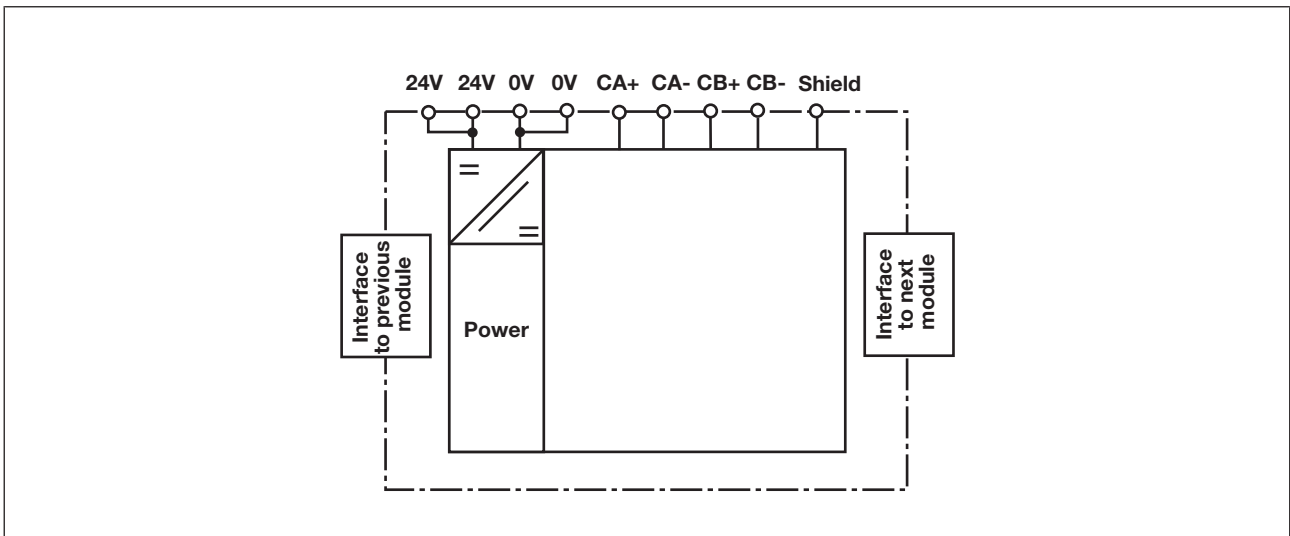 24V 24V 0V 0V CA+ CA- CB+ CB- Shield
Interface
to previous
module
Power
Interface
to next
module